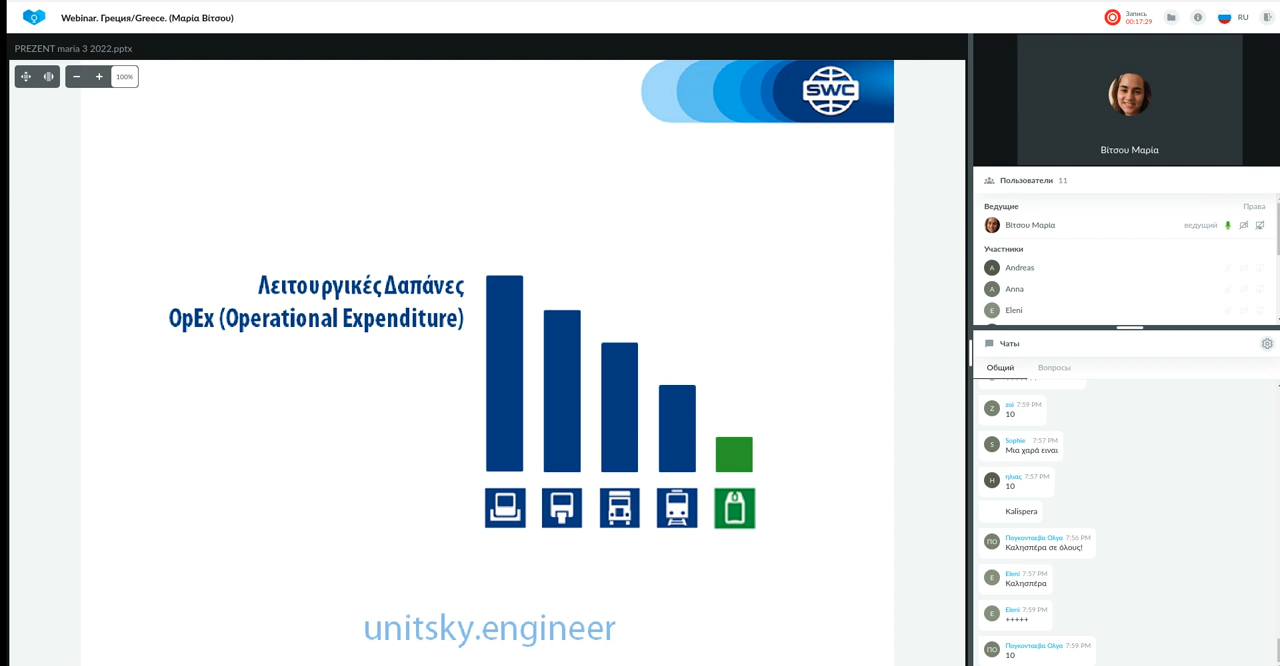 Webinar. Греция/Greece. (Μαρία Βίτσου)
Запись
00:17:29
RU
PREZENT maria 3 2022.pptx
100%
SWC
Λειτουργικές Δαπάνες
OpEx (Operational Expenditure)
unitsky.engineer
Βίτσου Μαρία
Пользователи 11
Ведущие Права
Βίτσου Μαρία ведущий
Участники
A Andreas
A Anna
E Eleni
Чаты
Общий Вопросы
Z zoi 7:59 PM
10
S Sophie 7:57 PM
Μια χαρά ειναι
Η ηλιας 7:57 PM
10
Kalispera
ΠΟ Πογκονταεβα Ολγα 7:56 PM
Καλησπέρα σε όλους!
E Eleni 7:57 PM
Καλησπέρα
E Eleni 7:59 PM
+++++
ΠΟ Πογκονταεβα Ολγα 7:59 PM
10